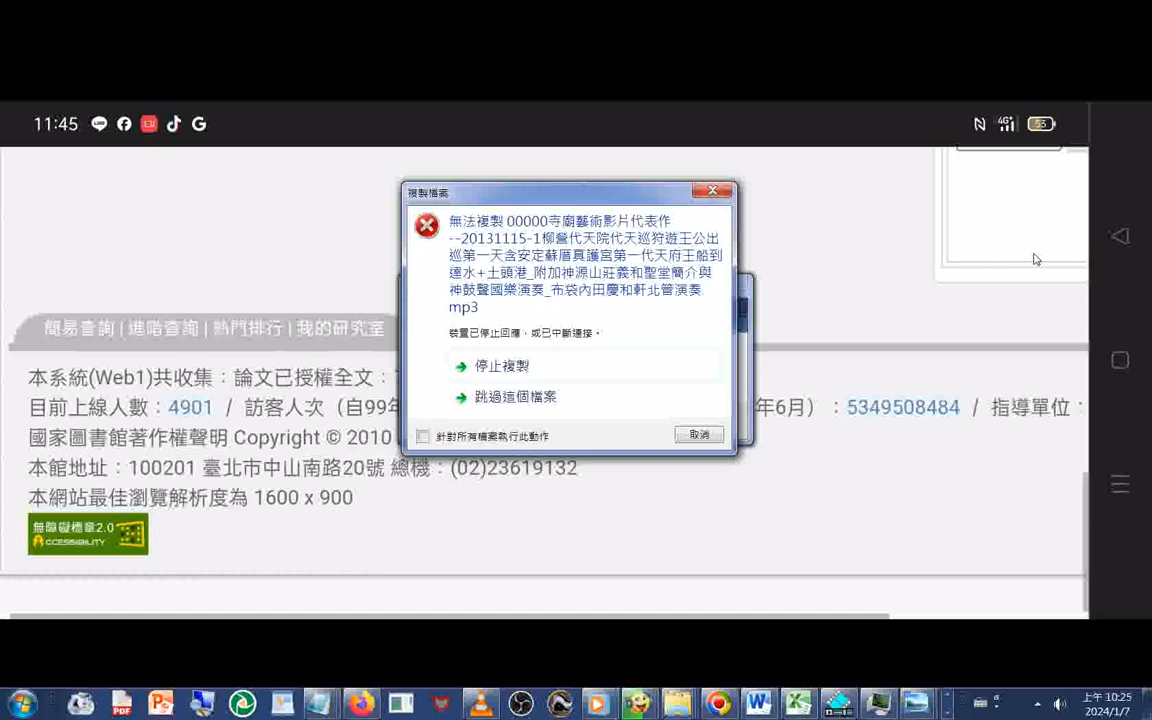 11:45
4G+
53
複製檔案
無法複製 00000寺廟藝術影片代表作
--20131115-1柳營代天院代天巡狩遊王公出
巡第一天含安定蘇厝真護宮第一代天府王船到
達水+土頭港_附加神源山莊義和聖堂簡介與
神鼓聲國樂演奏_布袋內田慶和軒北管演奏.
mp3
裝置已停止回應，或已中斷連接。
停止複製
跳過這個檔案
針對所有檔案執行此動作
取消
簡易查詢 | 進階查詢 | 熱門排行 | 我的研究室
本系統(Web1)共收集：論文已授權全文：
目前上線人數：4901 / 訪客人次 (自99年
年6月)：5349508484 / 指導單位：
國家圖書館著作權聲明 Copyright © 2010
本館地址：100201 臺北市中山南路20號 總機：(02)23619132
本網站最佳瀏覽解析度為 1600 x 900
無障礙標章2.0
ACCESSIBILITY
PDF
上午 10:25
2024/1/7